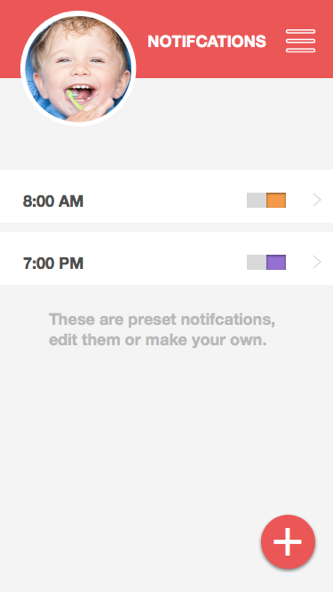 NOTIFCATIONS
8:00 AM
7:00 PM
These are preset notifcations,
edit them or make your own.